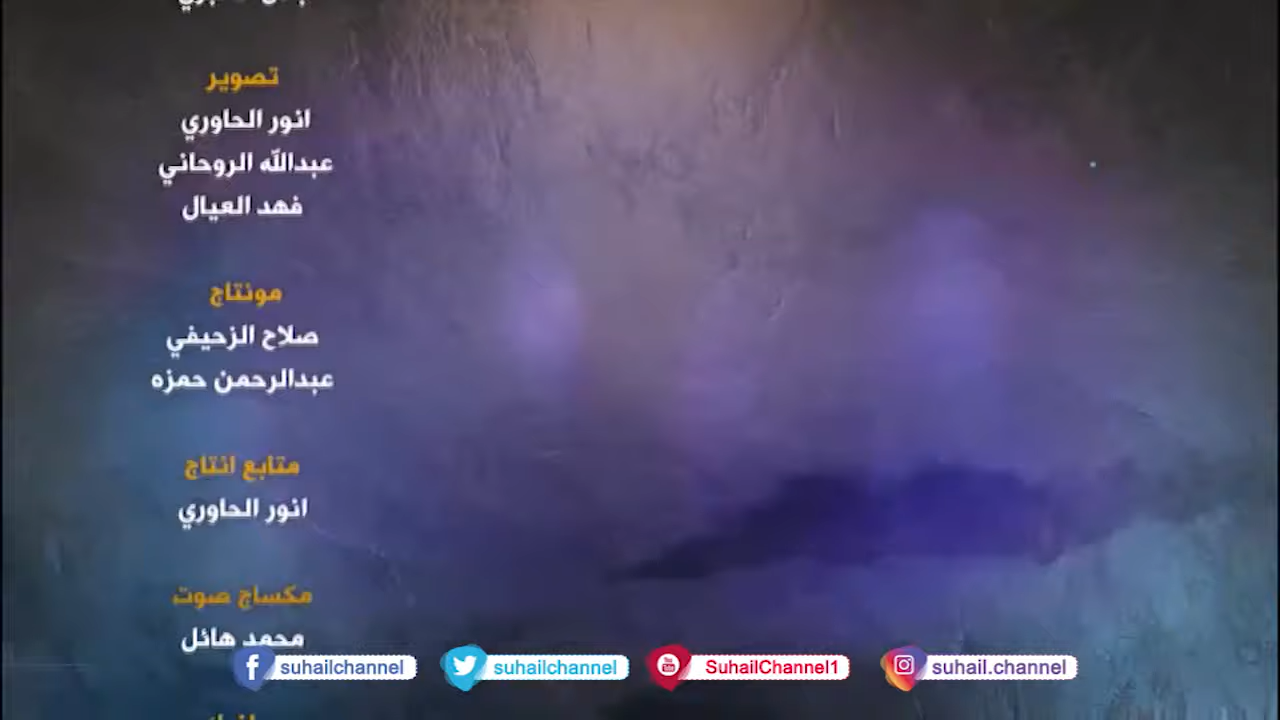 تصوير
انور الحاوري
عبدالله الروحاني
فهد العيال
مونتاج
صلاح الزحيفي
عبدالرحمن حمزه
متابع انتاج
انور الحاوري
مكساج صوت
محمد هائل
suhailchannel
suhailchannel
SuhailChannel1
suhail.channel